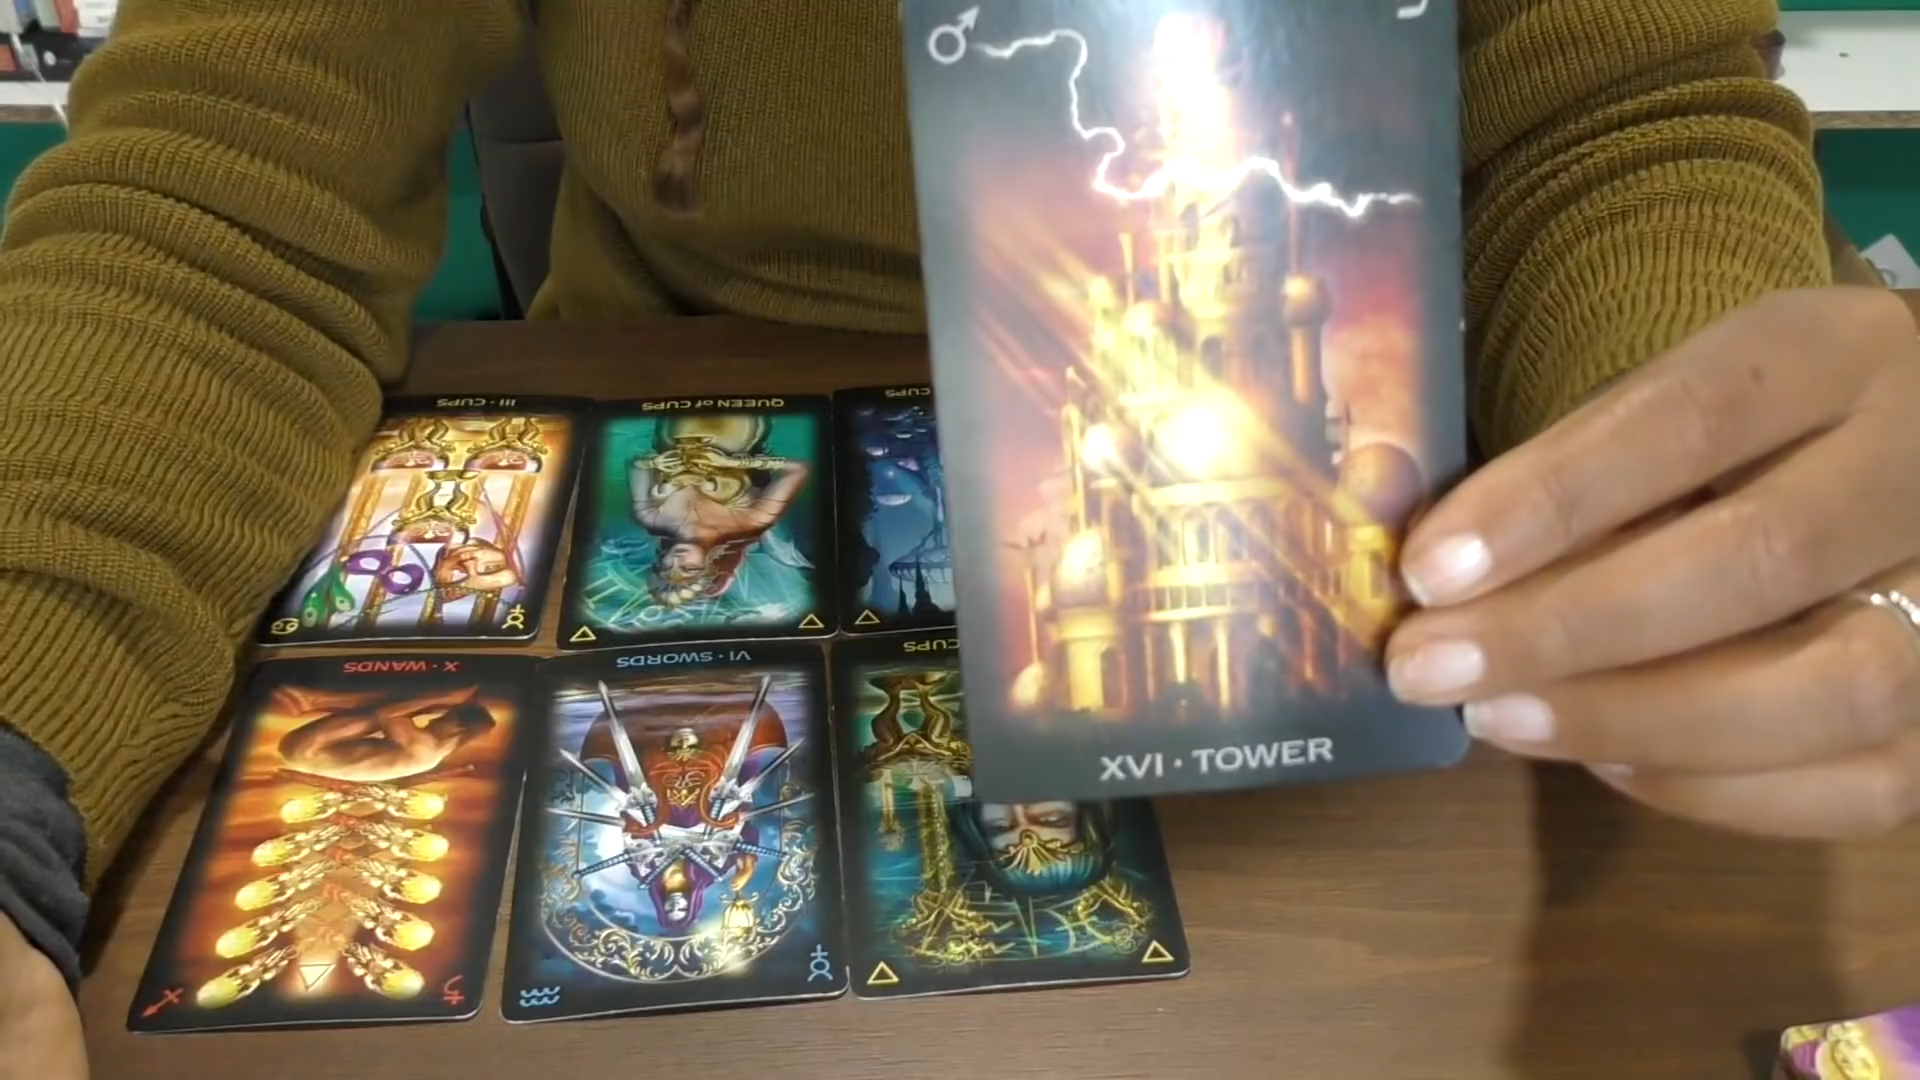 III · CUPS
QUEEN of CUPS
CUPS
XVI · TOWER
X · WANDS
VI · SWORDS
CUPS